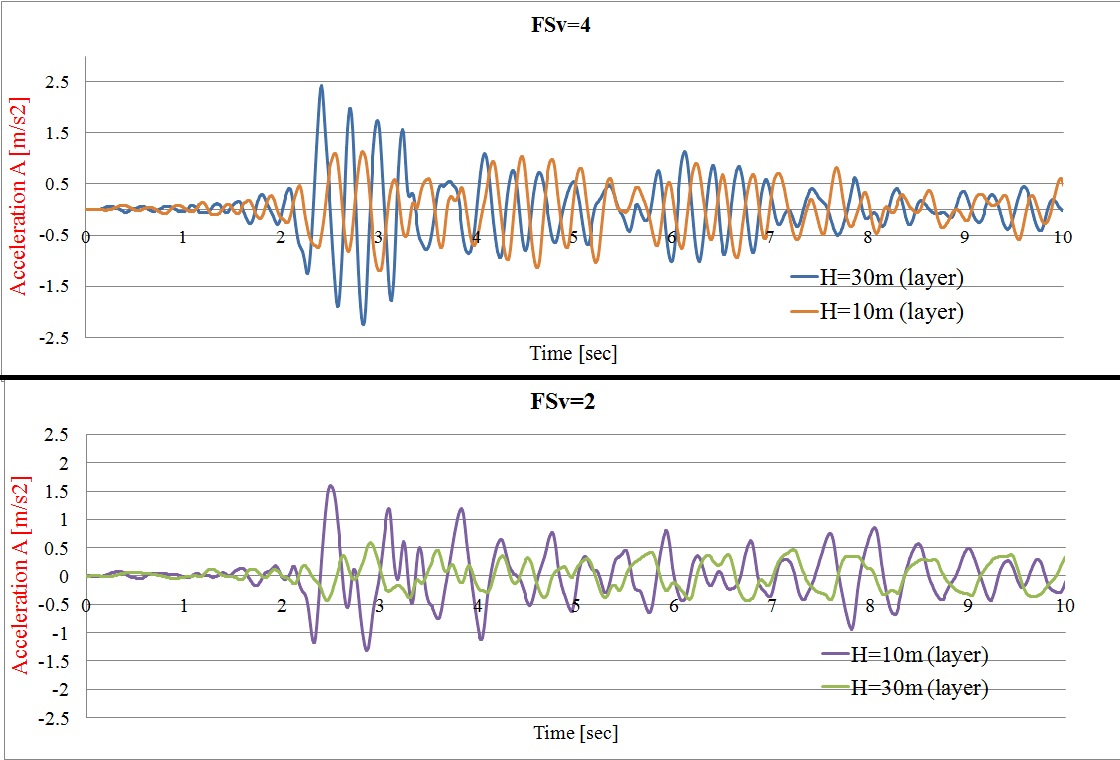 FSv=4
Acceleration A [m/s2]
2.5
1.5
0.5
-0.5
-1.5
-2.5
0 1 2 3 4 5 6 7 8 9 10
H=30m (layer)
H=10m (layer)
Time [sec]
FSv=2
Acceleration A [m/s2]
2.5
2
1.5
1
0.5
0
-0.5
-1
-1.5
-2
-2.5
0 1 2 3 4 5 6 7 8 9 10
H=10m (layer)
H=30m (layer)
Time [sec]